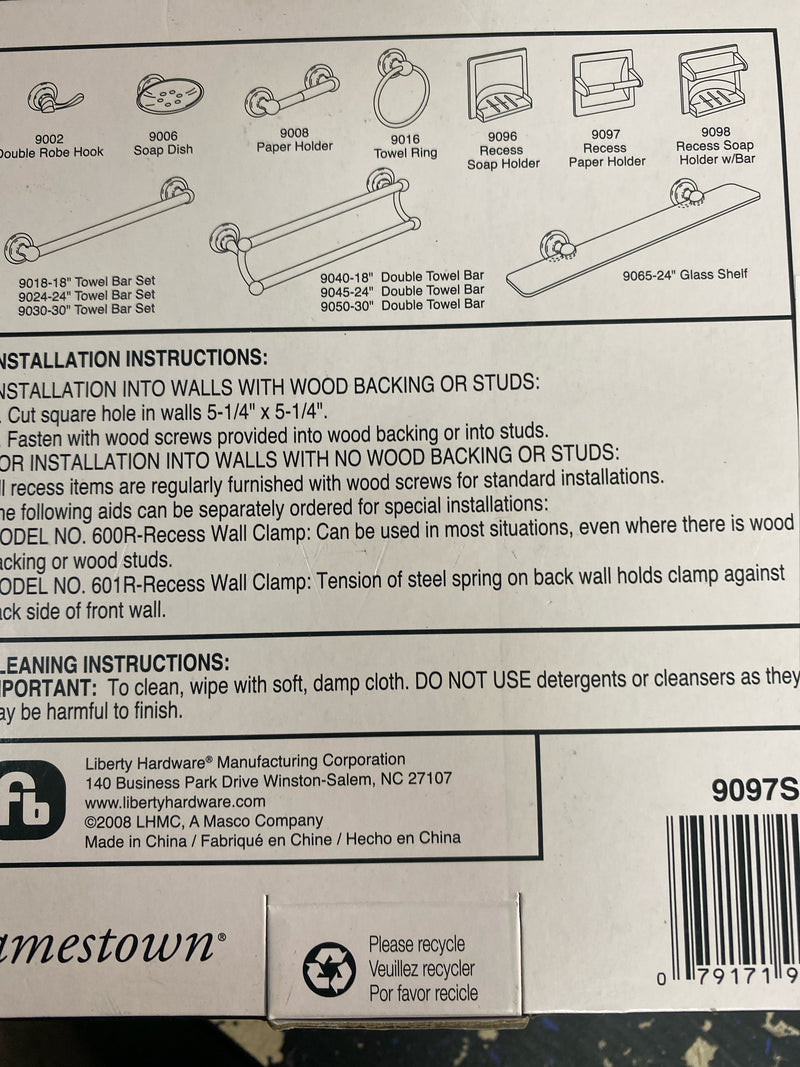 9002
Double Robe Hook
9006
Soap Dish
9008
Paper Holder
9016
Towel Ring
9096
Recess
Soap Holder
9097
Recess
Paper Holder
9098
Recess Soap
Holder w/Bar
9018-18" Towel Bar Set
9024-24" Towel Bar Set
9030-30" Towel Bar Set
9040-18" Double Towel Bar
9045-24" Double Towel Bar
9050-30" Double Towel Bar
9065-24" Glass Shelf
NSTALLATION INSTRUCTIONS:
NSTALLATION INTO WALLS WITH WOOD BACKING OR STUDS:
. Cut square hole in walls 5-1/4" x 5-1/4".
. Fasten with wood screws provided into wood backing or into studs.
OR INSTALLATION INTO WALLS WITH NO WOOD BACKING OR STUDS:
ll recess items are regularly furnished with wood screws for standard installations.
he following aids can be separately ordered for special installations:
ODEL NO. 600R-Recess Wall Clamp: Can be used in most situations, even where there is wood
acking or wood studs.
ODEL NO. 601R-Recess Wall Clamp: Tension of steel spring on back wall holds clamp against
ack side of front wall.
LEANING INSTRUCTIONS:
MPORTANT: To clean, wipe with soft, damp cloth. DO NOT USE detergents or cleansers as they
ay be harmful to finish.
fb
Liberty Hardware® Manufacturing Corporation
140 Business Park Drive Winston-Salem, NC 27107
www.libertyhardware.com
©2008 LHMC, A Masco Company
Made in China / Fabriqué en Chine / Hecho en China
9097S
amestown®
Please recycle
Veuillez recycler
Por favor recicle
0 79171 9